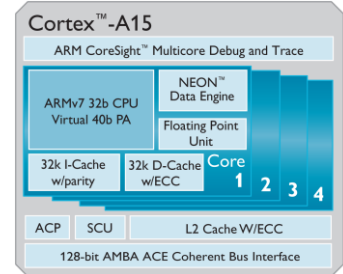 Cortex™-A15
ARM CoreSight™ Multicore Debug and Trace
ARMv7 32b CPU
Virtual 40b PA
NEON™
Data Engine
Floating Point
Unit
32k I-Cache
w/parity
32k D-Cache
w/ECC
Core
1 2 3 4
ACP SCU L2 Cache W/ECC
128-bit AMBA ACE Coherent Bus Interface